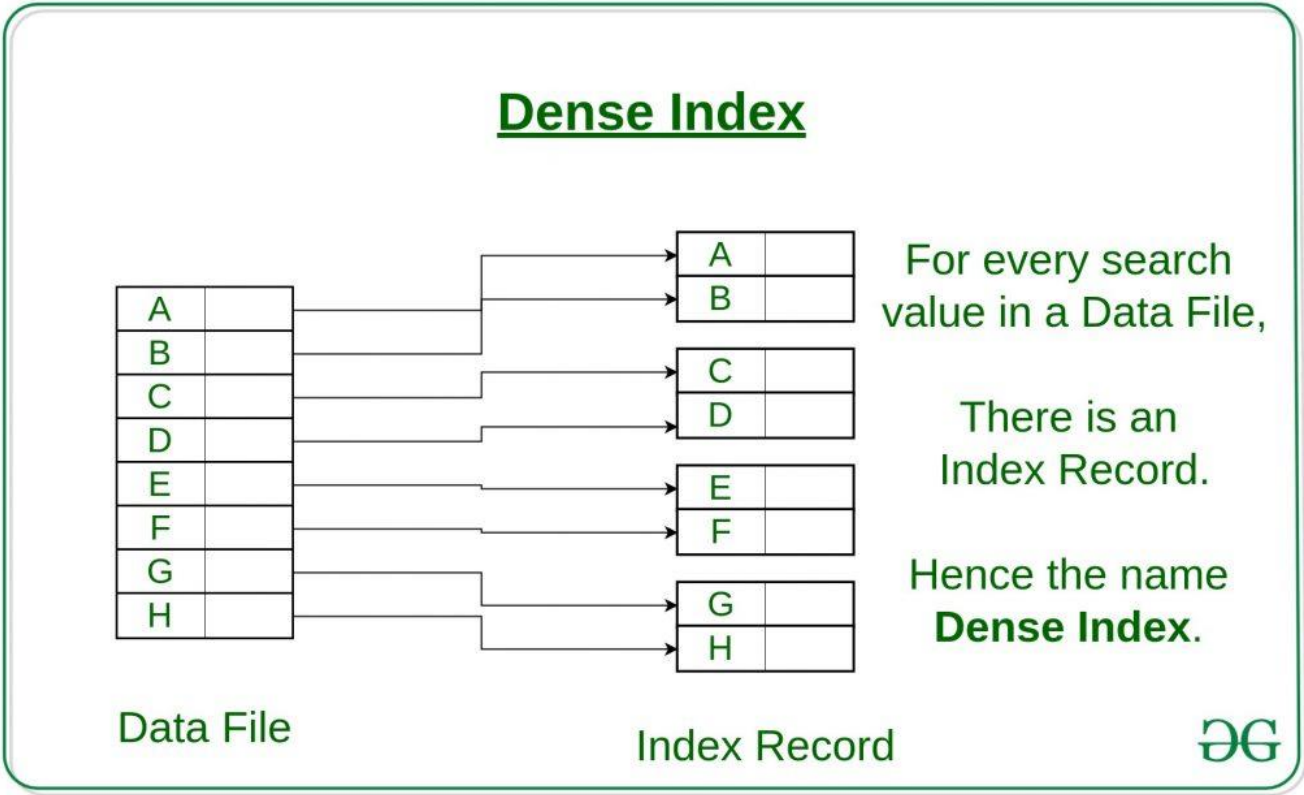 Dense Index
A
B
C
D
E
F
G
H
Data File
A
B
C
D
E
F
G
H
Index Record
For every search
value in a Data File,
There is an
Index Record.
Hence the name
Dense Index.